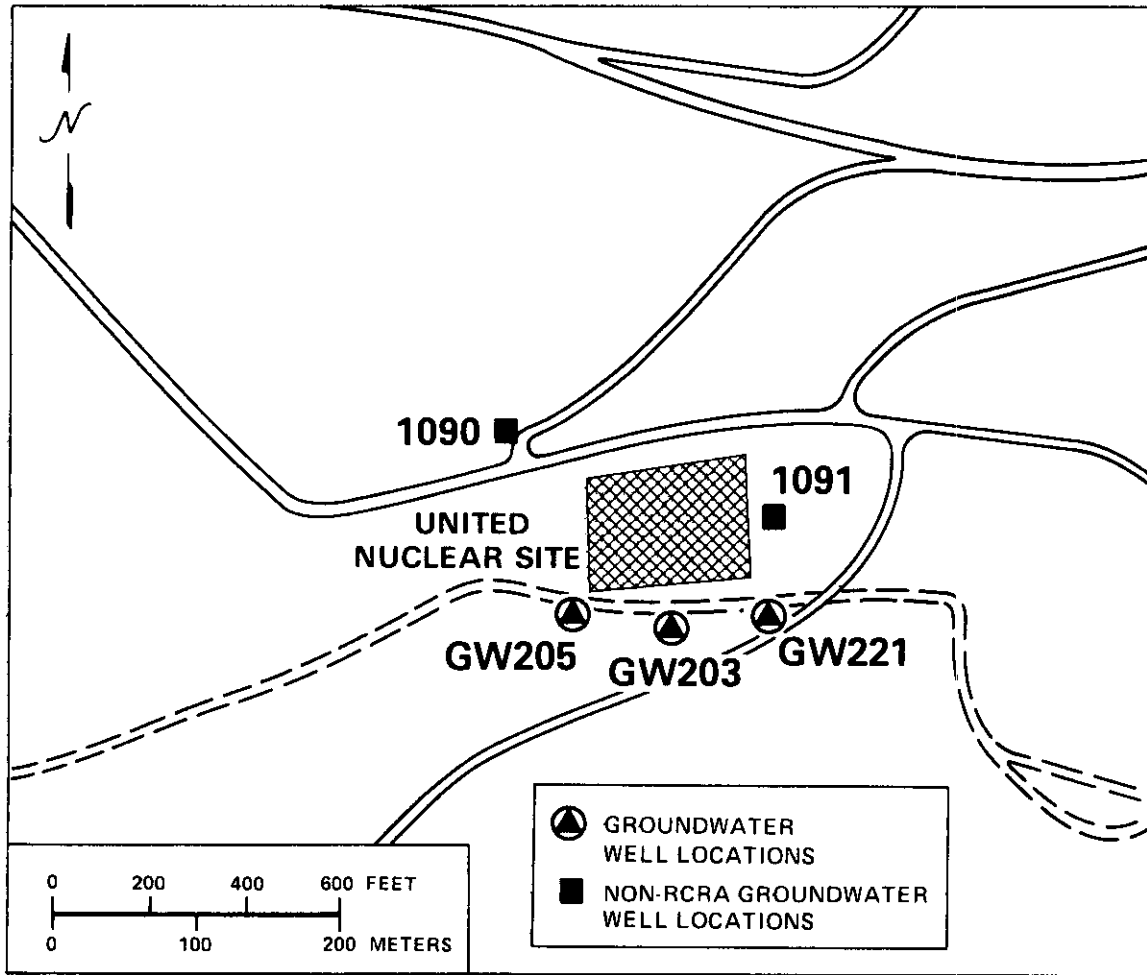 N
1090
1091
UNITED
NUCLEAR SITE
GW205
GW203
GW221
GROUNDWATER
WELL LOCATIONS
NON-RCRA GROUNDWATER
WELL LOCATIONS
0 200 400 600 FEET
0 100 200 METERS